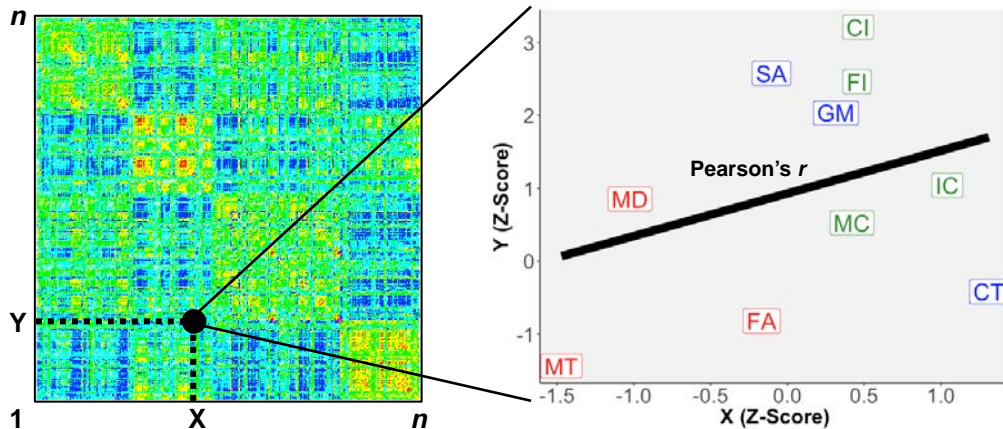 n
Y
1
X
n
CI
3
SA
FI
2
GM
Pearson's r
Y (Z-Score)
1
MD
IC
MC
0
CT
FA
-1
MT
-1.5
-1.0
-0.5
0.0
0.5
1.0
X (Z-Score)